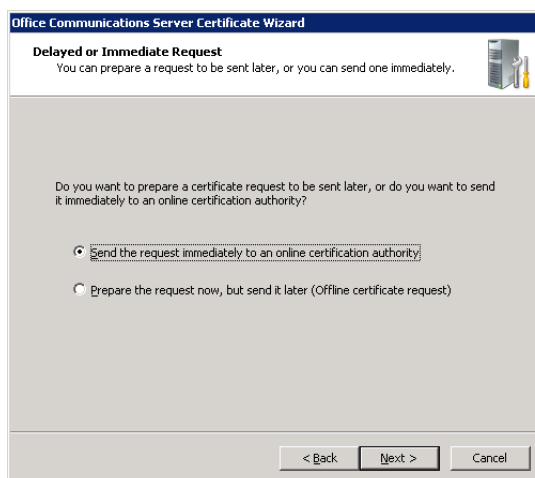 Office Communications Server Certificate Wizard
Delayed or Immediate Request
You can prepare a request to be sent later, or you can send one immediately.
Do you want to prepare a certificate request to be sent later, or do you want to send
it immediately to an online certification authority?
Send the request immediately to an online certification authority
Prepare the request now, but send it later (Offline certificate request)
< Back Next > Cancel